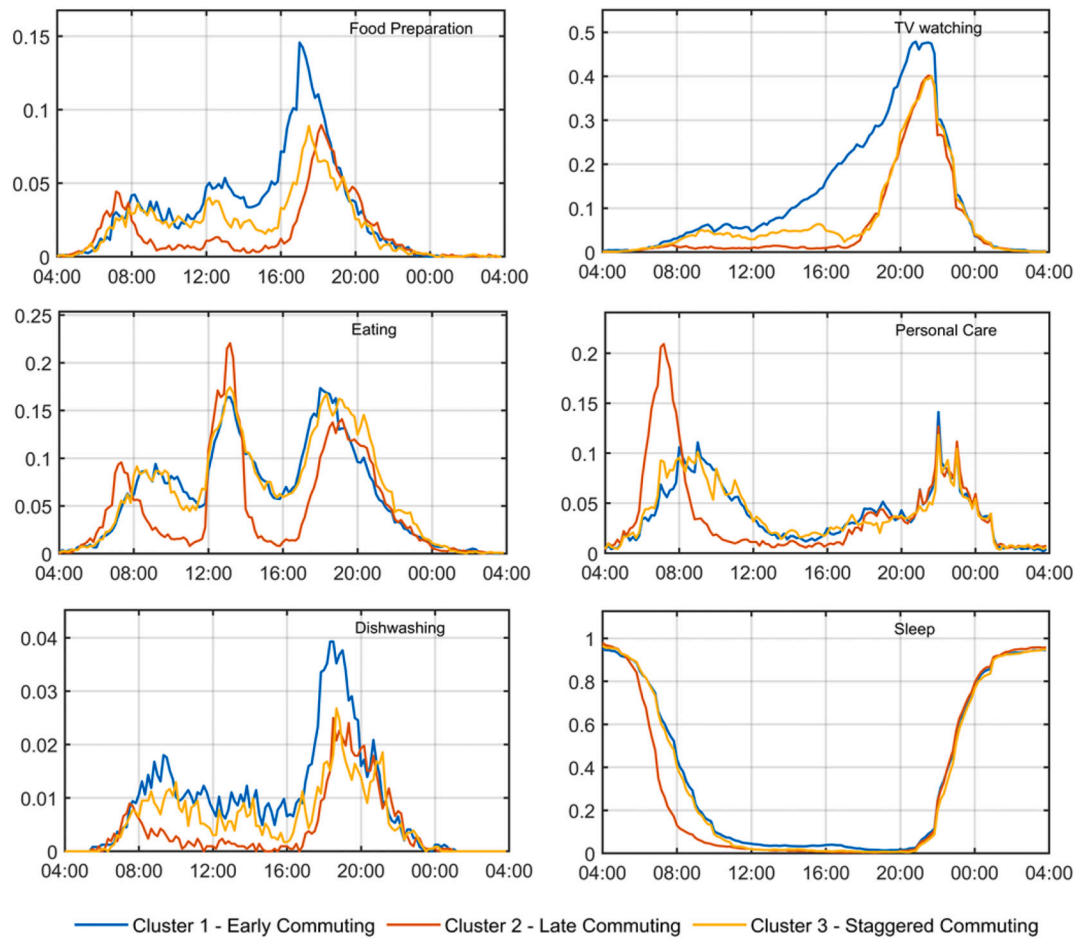 Food Preparation
0.15
0.1
0.05
0
04:00 08:00 12:00 16:00 20:00 00:00 04:00
TV watching
0.5
0.4
0.3
0.2
0.1
0
04:00 08:00 12:00 16:00 20:00 00:00 04:00
Eating
0.25
0.2
0.15
0.1
0.05
0
04:00 08:00 12:00 16:00 20:00 00:00 04:00
Personal Care
0.2
0.15
0.1
0.05
0
04:00 08:00 12:00 16:00 20:00 00:00 04:00
Dishwashing
0.04
0.03
0.02
0.01
0
04:00 08:00 12:00 16:00 20:00 00:00 04:00
Sleep
1
0.8
0.6
0.4
0.2
0
04:00 08:00 12:00 16:00 20:00 00:00 04:00
Cluster 1 - Early Commuting Cluster 2 - Late Commuting Cluster 3 - Staggered Commuting